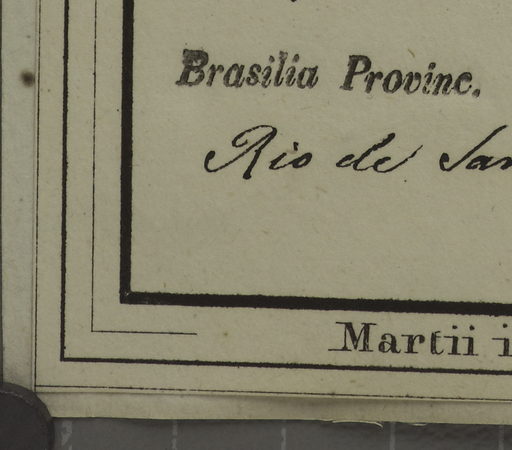 Brasilia Provinc.
Rio de
Martii